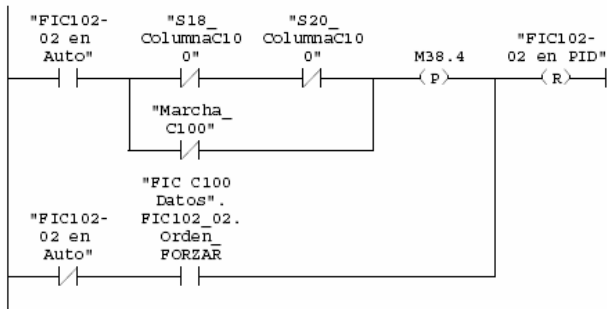 "FIC102-
02 en
Auto"
"S18_
ColumnaC10
0"
"S20_
ColumnaC10
0"
M38.4
"FIC102-
02 en PID"
P
R
"Marcha_
C100"
"FIC C100
Datos".
FIC102_02.
Orden_
FORZAR
"FIC102-
02 en
Auto"